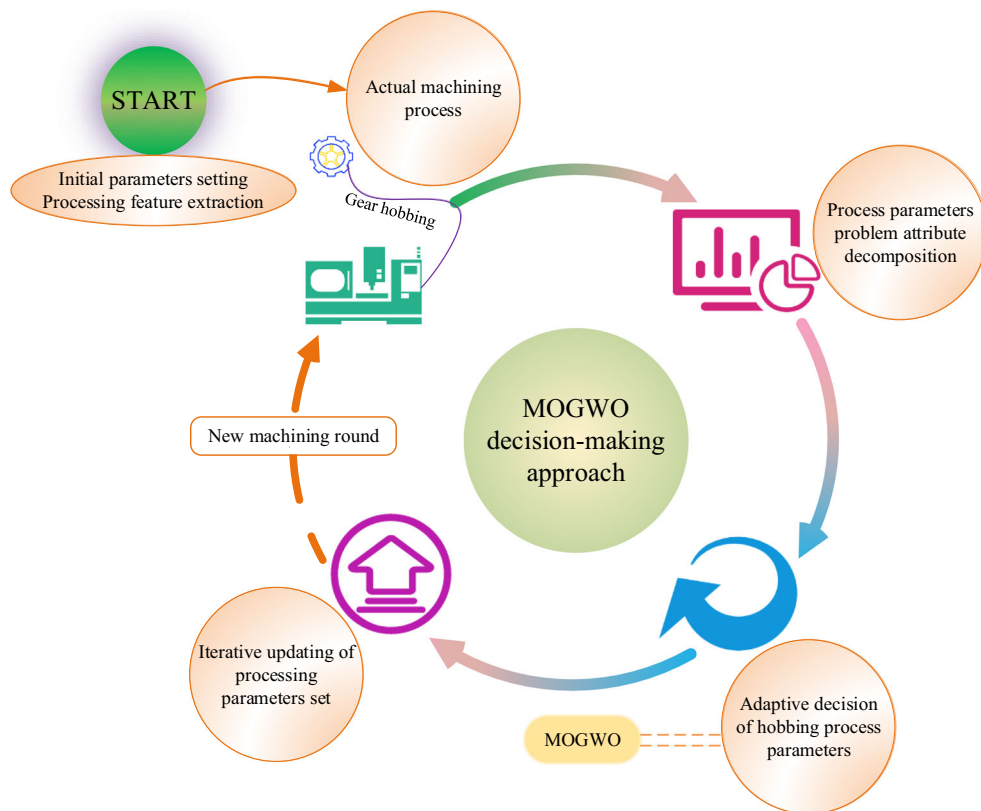 START
Initial parameters setting
Processing feature extraction
Actual machining
process
Gear hobbing
Process parameters
problem attribute
decomposition
MOGWO
decision-making
approach
New machining round
Iterative updating of
processing
parameters set
MOGWO
Adaptive decision
of hobbing process
parameters